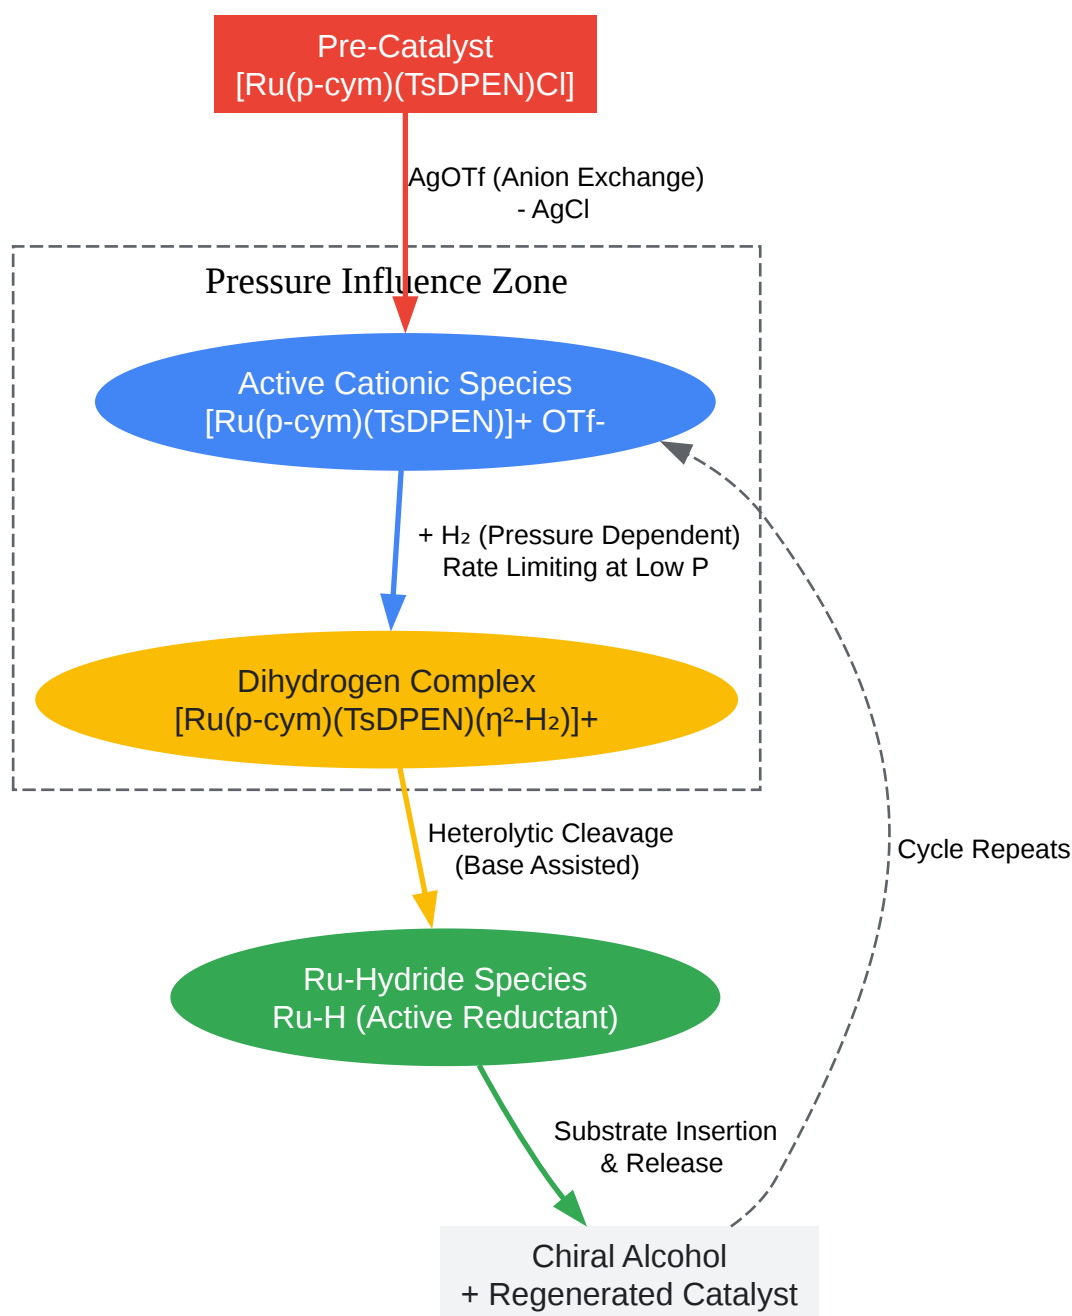 Pre-Catalyst
[Ru(p-cym)(TsDPEN)Cl]
AgOTf (Anion Exchange)
- AgCl
Pressure Influence Zone
Active Cationic Species
[Ru(p-cym)(TsDPEN)]+ OTf-
+ H₂ (Pressure Dependent)
Rate Limiting at Low P
Dihydrogen Complex
[Ru(p-cym)(TsDPEN)(η²-H₂)]+
Heterolytic Cleavage
(Base Assisted)
Cycle Repeats
Ru-Hydride Species
Ru-H (Active Reductant)
Substrate Insertion
& Release
Chiral Alcohol
+ Regenerated Catalyst